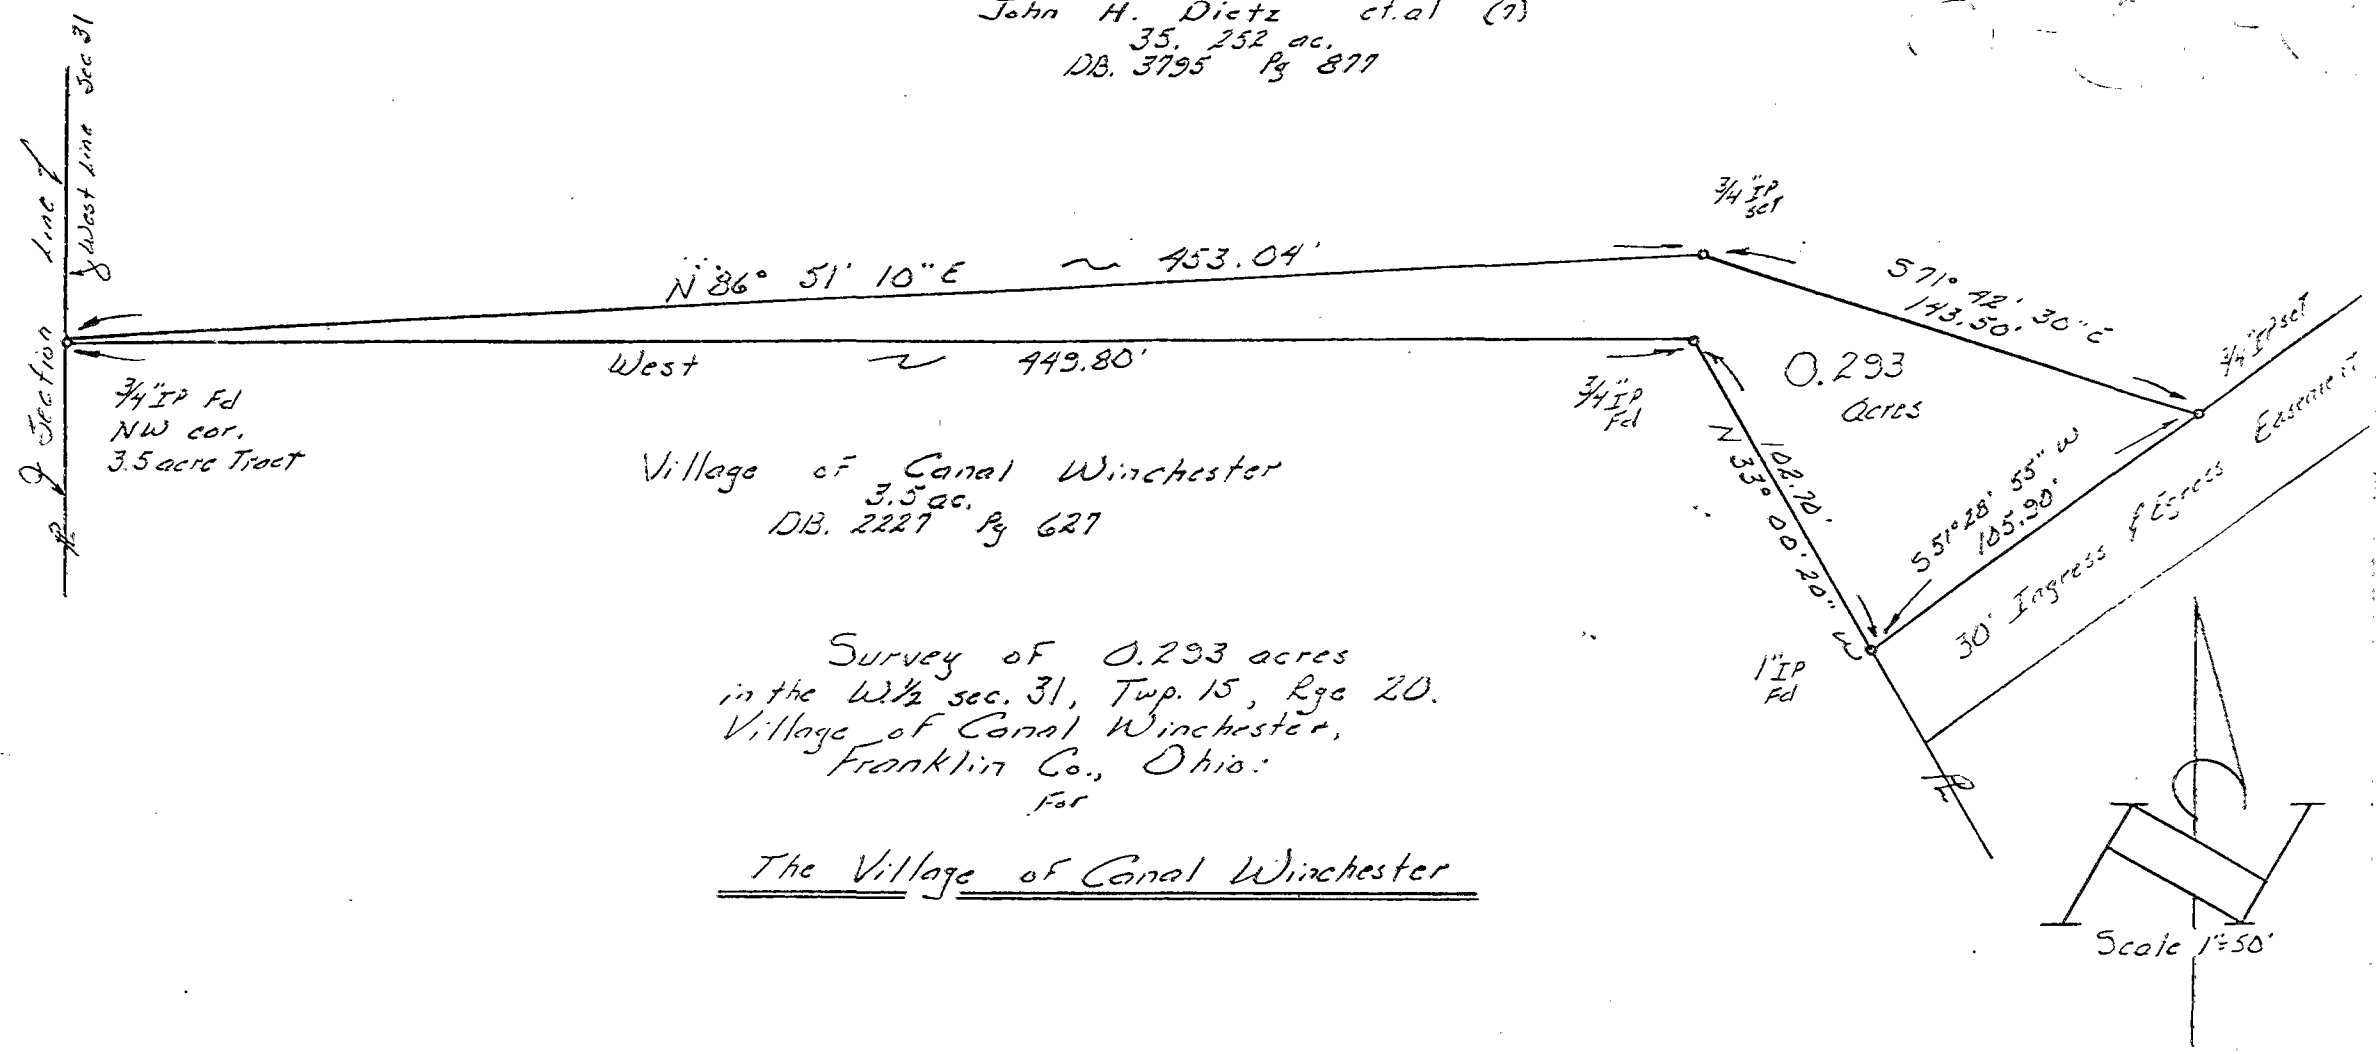 John H. Dietz et.al (7)
35.252 ac.
DB. 3795 Pg 877
West Line Sec 31
Section Line
3/4" IP set
N 86° 51' 10" E ~ 453.04'
S 71° 42' 30" E
143.50'
West ~ 449.80'
3/4" IP set
3/4" IP Fd
NW cor.
3.5 acre Tract
3/4" IP
Fd
0.293
Acres
N 33° 00' 20" W
102.70'
S 51° 28' 55" W
105.90'
30' Ingress & Egress Easement
Village of Canal Winchester
3.5 ac.
DB. 2227 Pg 627
1" IP
Fd
Survey of 0.293 acres
in the W.1/2 sec. 31, Twp. 15, Rge 20.
Village of Canal Winchester,
Franklin Co., Ohio:
For
The Village of Canal Winchester
N
Scale 1"=50'